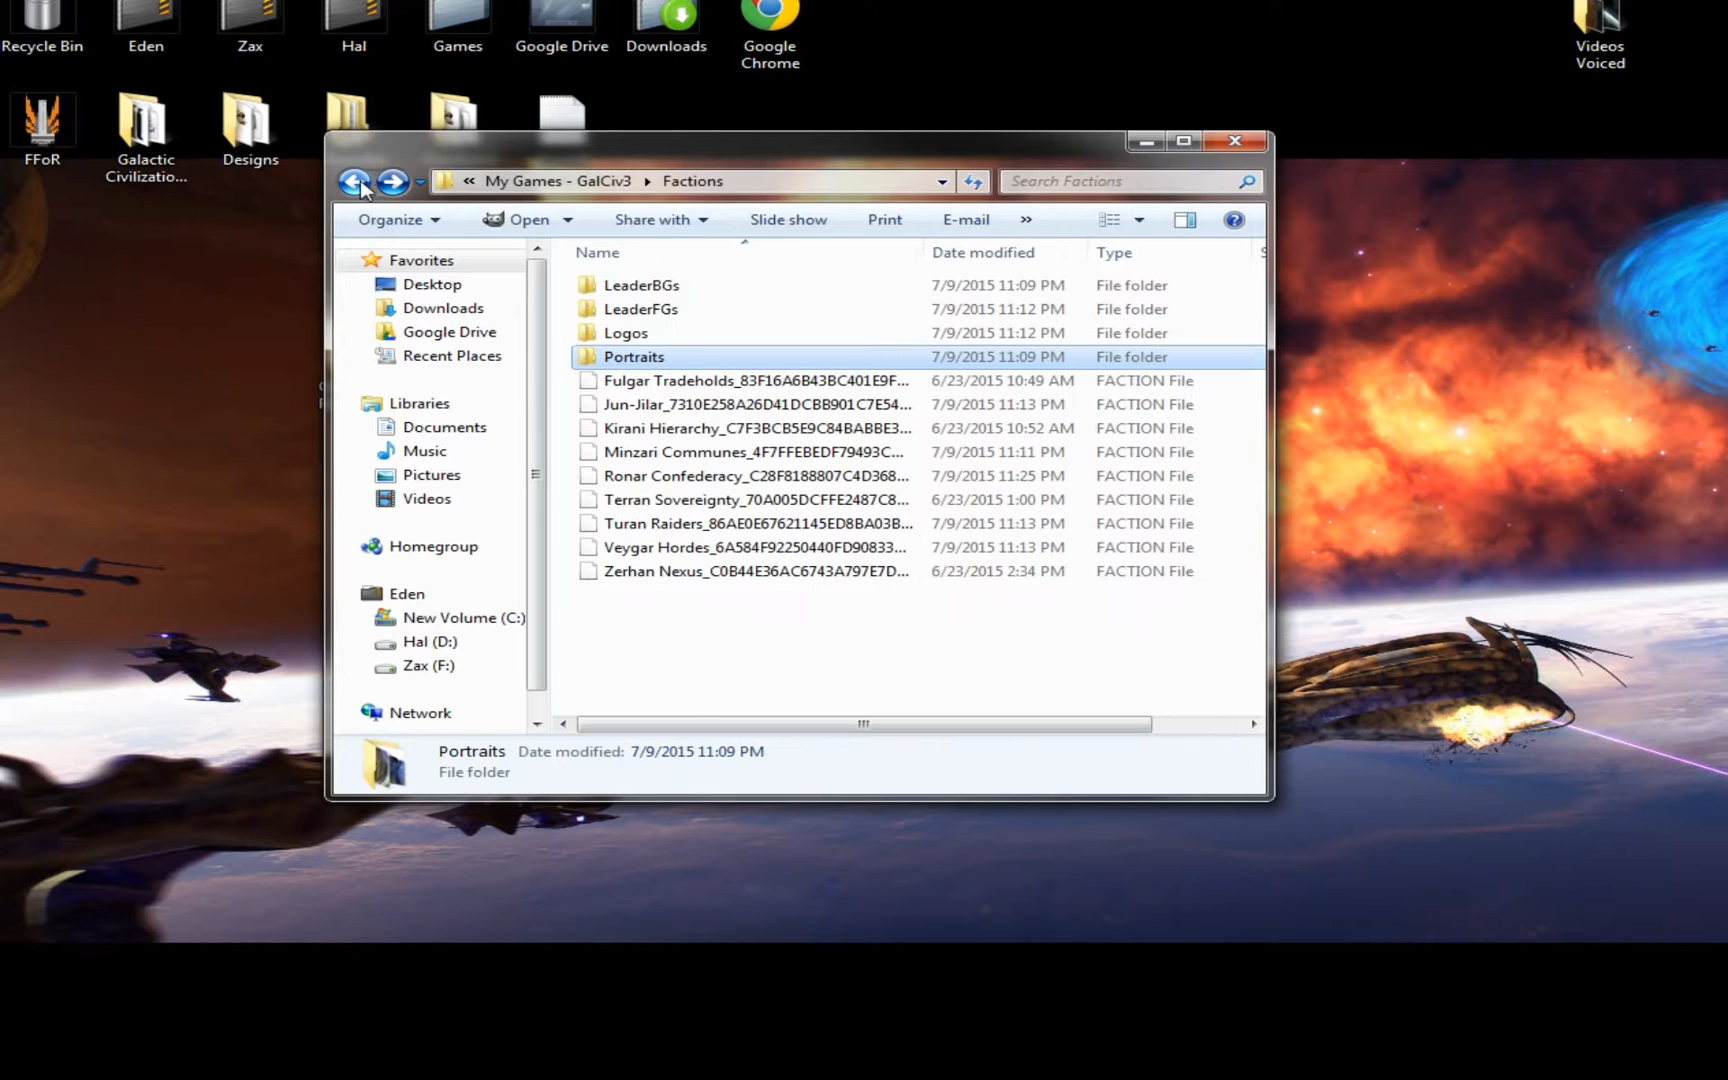 Recycle Bin
Eden
Zax
Hal
Games
Google Drive
Downloads
Google
Chrome
Videos
Voiced
FFoR
Galactic
Civilizatio...
Designs
« My Games - GalCiv3 Factions
Search Factions
Organize
Open
Share with
Slide show
Print
E-mail
»
Name
Date modified
Type
Favorites
Desktop
Downloads
Google Drive
Recent Places
Libraries
Documents
Music
Pictures
Videos
Homegroup
Eden
New Volume (C:)
Hal (D:)
Zax (F:)
Network
LeaderBGs 7/9/2015 11:09 PM File folder
LeaderFGs 7/9/2015 11:12 PM File folder
Logos 7/9/2015 11:12 PM File folder
Portraits 7/9/2015 11:09 PM File folder
Fulgar Tradeholds_83F16A6B43BC401E9F... 6/23/2015 10:49 AM FACTION File
Jun-Jilar_7310E258A26D41DCBB901C7E54... 7/9/2015 11:13 PM FACTION File
Kirani Hierarchy_C7F3BCB5E9C84BABBE3... 6/23/2015 10:52 AM FACTION File
Minzari Communes_4F7FFEBEDF79493C... 7/9/2015 11:11 PM FACTION File
Ronar Confederacy_C28F8188807C4D368... 7/9/2015 11:25 PM FACTION File
Terran Sovereignty_70A005DCFFE2487C8... 6/23/2015 1:00 PM FACTION File
Turan Raiders_86AE0E67621145ED8BA03B... 7/9/2015 11:13 PM FACTION File
Veygar Hordes_6A584F92250440FD90833... 7/9/2015 11:13 PM FACTION File
Zerhan Nexus_C0B44E36AC6743A797E7D... 6/23/2015 2:34 PM FACTION File
Portraits Date modified: 7/9/2015 11:09 PM
File folder